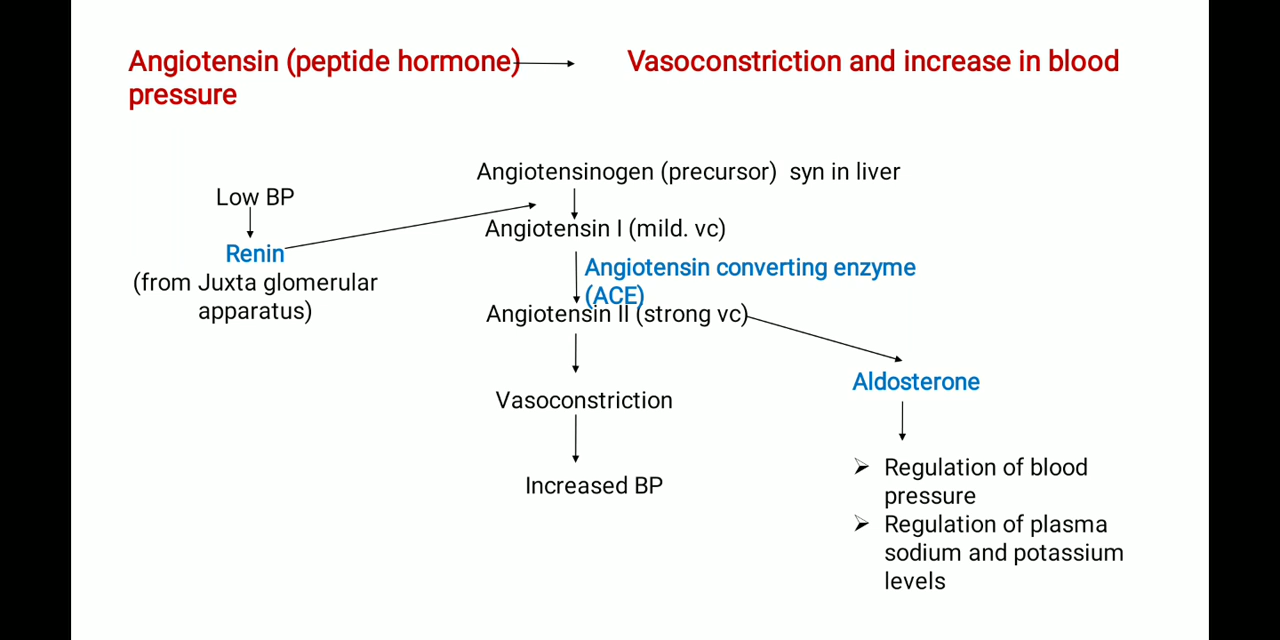 Angiotensin (peptide hormone) Vasoconstriction and increase in blood
pressure
Angiotensinogen (precursor) syn in liver
Low BP
Angiotensin I (mild. vc)
Renin
(from Juxta glomerular
apparatus)
Angiotensin converting enzyme
(ACE)
Angiotensin II (strong vc)
Aldosterone
Vasoconstriction
Increased BP
Regulation of blood
pressure
Regulation of plasma
sodium and potassium
levels